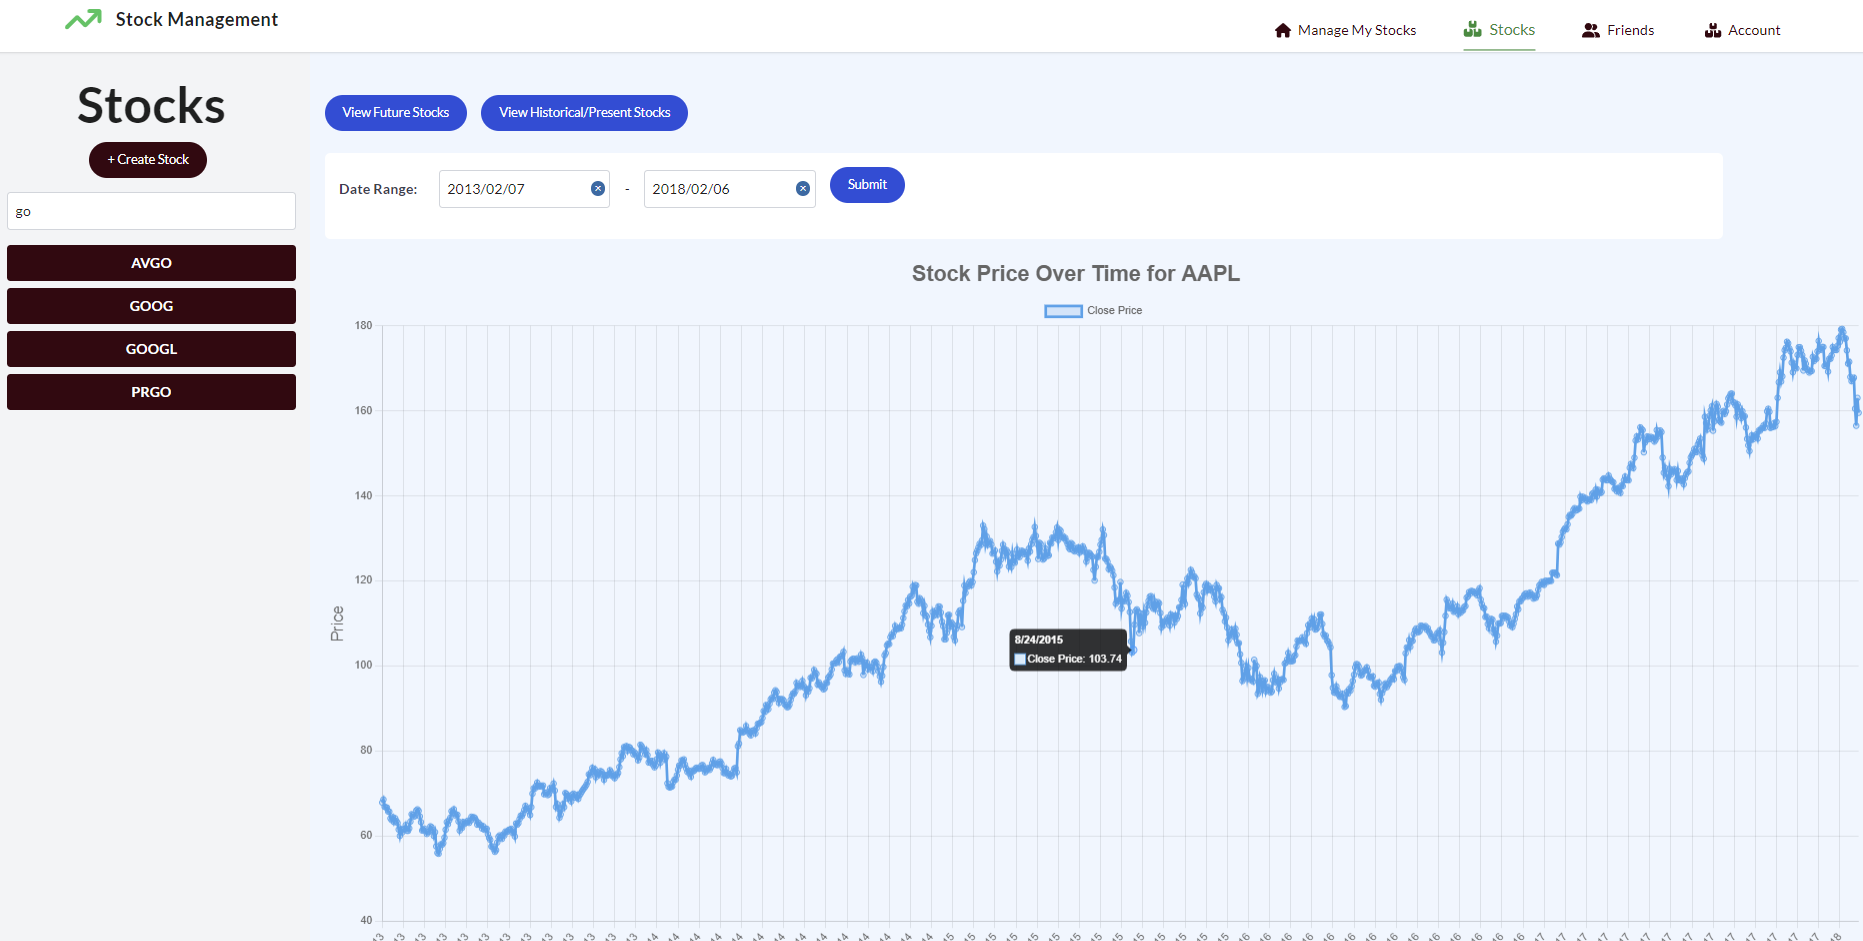 Stock Management
Manage My Stocks
Stocks
Friends
Account
Stocks
+ Create Stock
go
AVGO
GOOG
GOOGL
PRGO
View Future Stocks
View Historical/Present Stocks
Date Range:
2013/02/07
-
2018/02/06
Submit
Stock Price Over Time for AAPL
Close Price
Price
180
160
140
120
100
80
60
40
8/24/2015
Close Price: 103.74